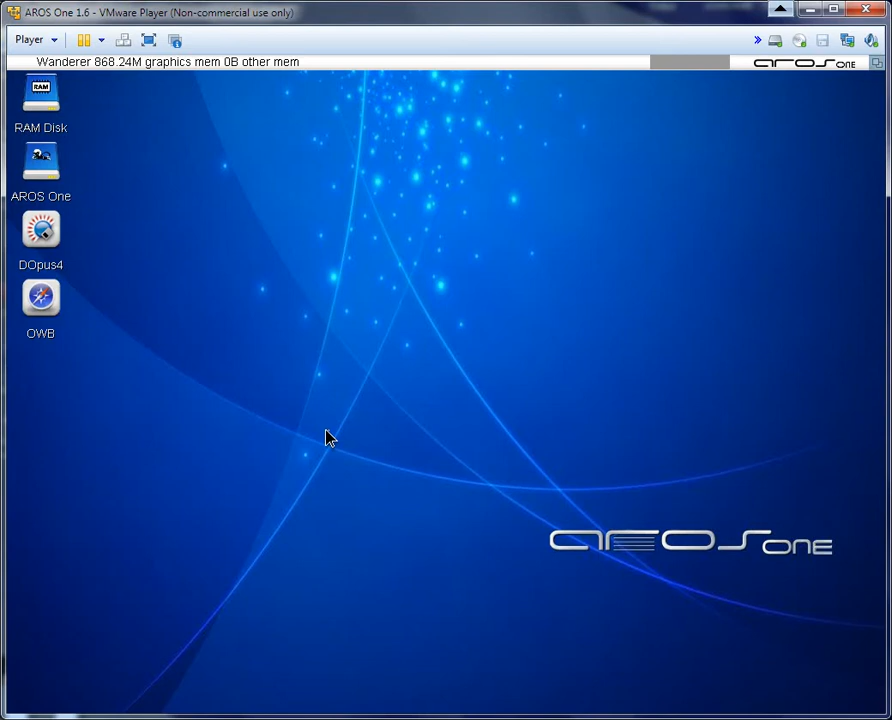 AROS One 1.6 - VMware Player (Non-commercial use only)
Player
Wanderer 868.24M graphics mem 0B other mem
AROS ONE
RAM
RAM Disk
AROS One
DOpus4
OWB
AROS ONE